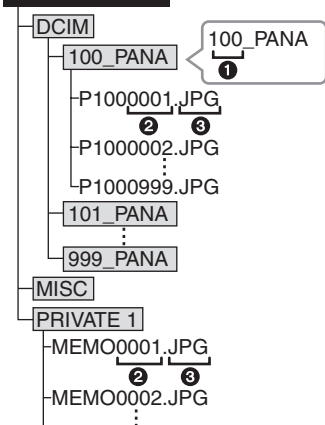 DCIM
100_PANA
100_PANA
❶
P1000001.JPG
❷ ❸
P1000002.JPG
P1000999.JPG
101_PANA
999_PANA
MISC
PRIVATE 1
MEMO0001.JPG
❷ ❸
MEMO0002.JPG